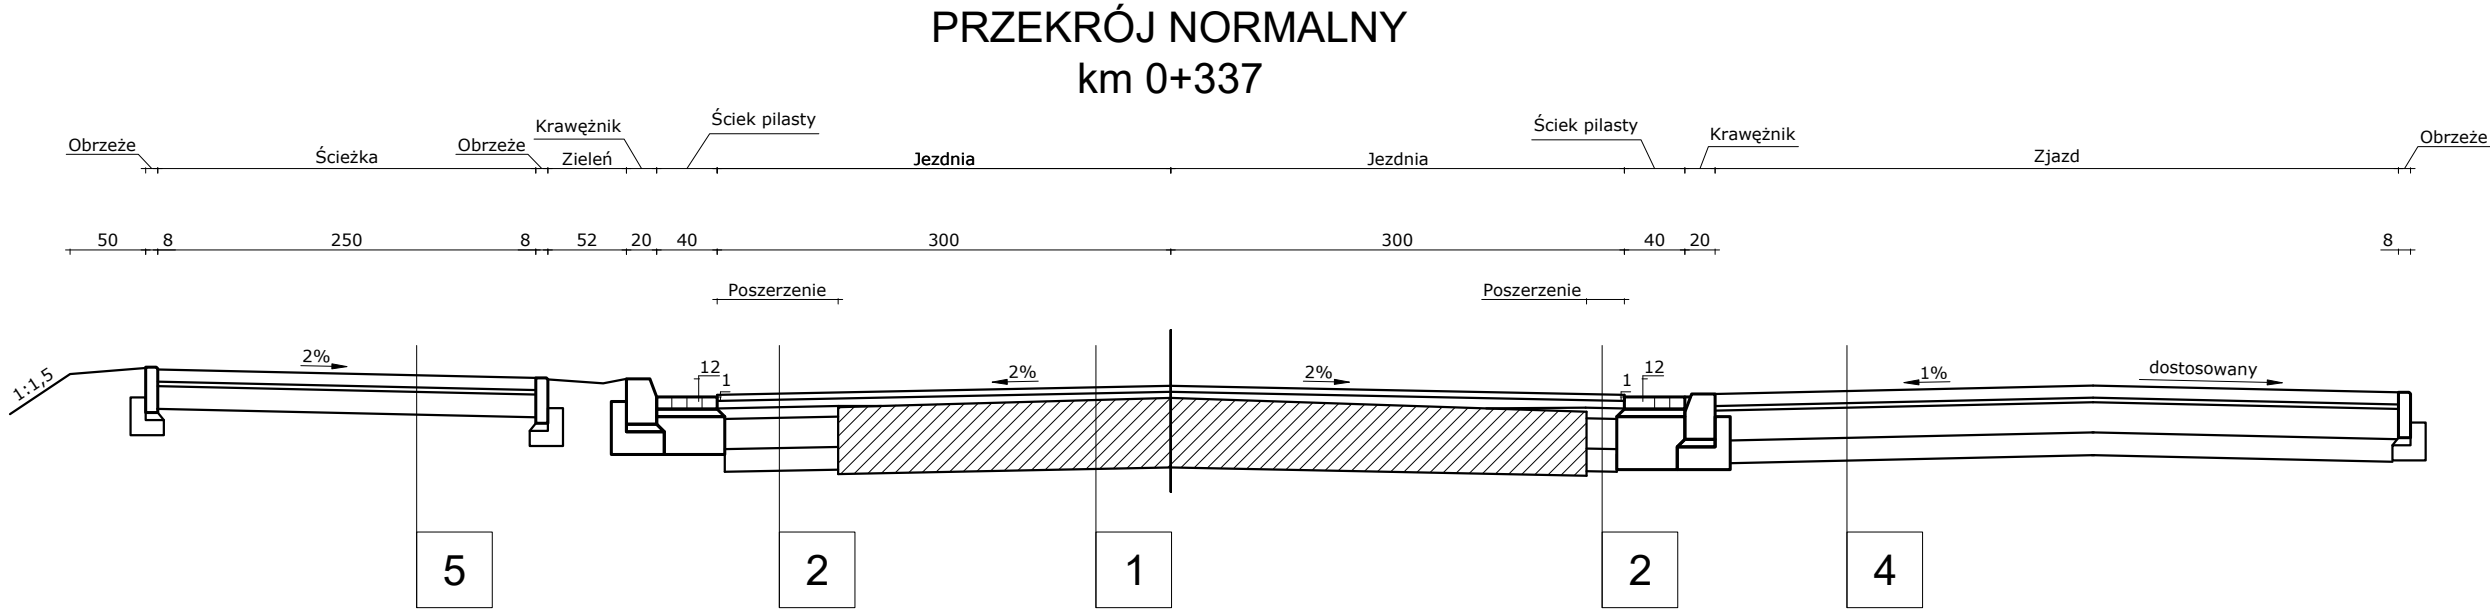 PRZEKRÓJ NORMALNY
km 0+337
Obrzeże
Ścieżka
Obrzeże
Zieleń
Krawężnik
Ściek pilasty
Jezdnia
Jezdnia
Ściek pilasty
Krawężnik
Zjazd
Obrzeże
50 8 250 8 52 20 40 300 300 40 20 8
Poszerzenie
Poszerzenie
1:1,5
2%
12
1
2%
2%
1
12
1%
dostosowany
5
2
1
2
4